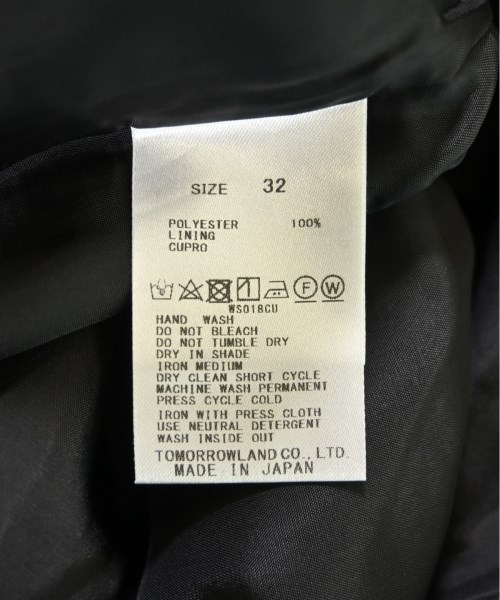 SIZE 32
POLYESTER 100%
LINING
CUPRO
F W
WS018CU
HAND WASH
DO NOT BLEACH
DO NOT TUMBLE DRY
DRY IN SHADE
IRON MEDIUM
DRY CLEAN SHORT CYCLE
MACHINE WASH PERMANENT
PRESS CYCLE COLD
IRON WITH PRESS CLOTH
USE NEUTRAL DETERGENT
WASH INSIDE OUT
TOMORROWLAND CO., LTD.
MADE IN JAPAN